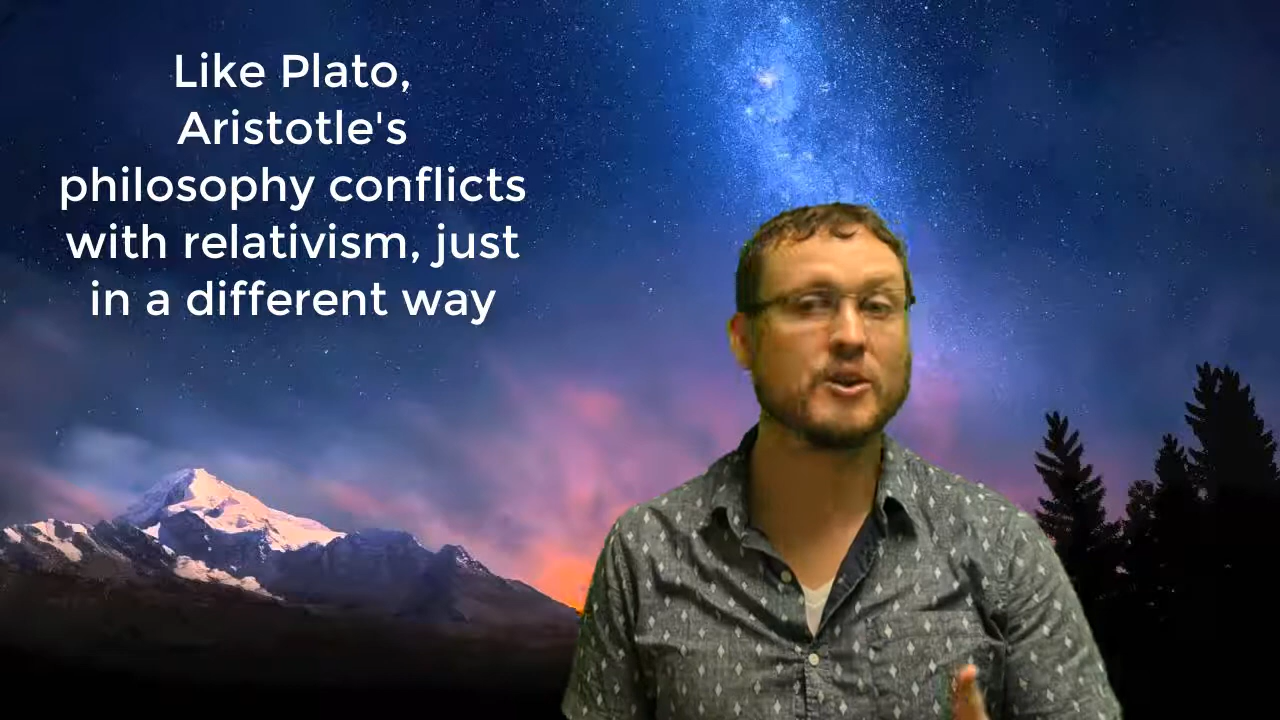 Like Plato,
Aristotle's
philosophy conflicts
with relativism, just
in a different way